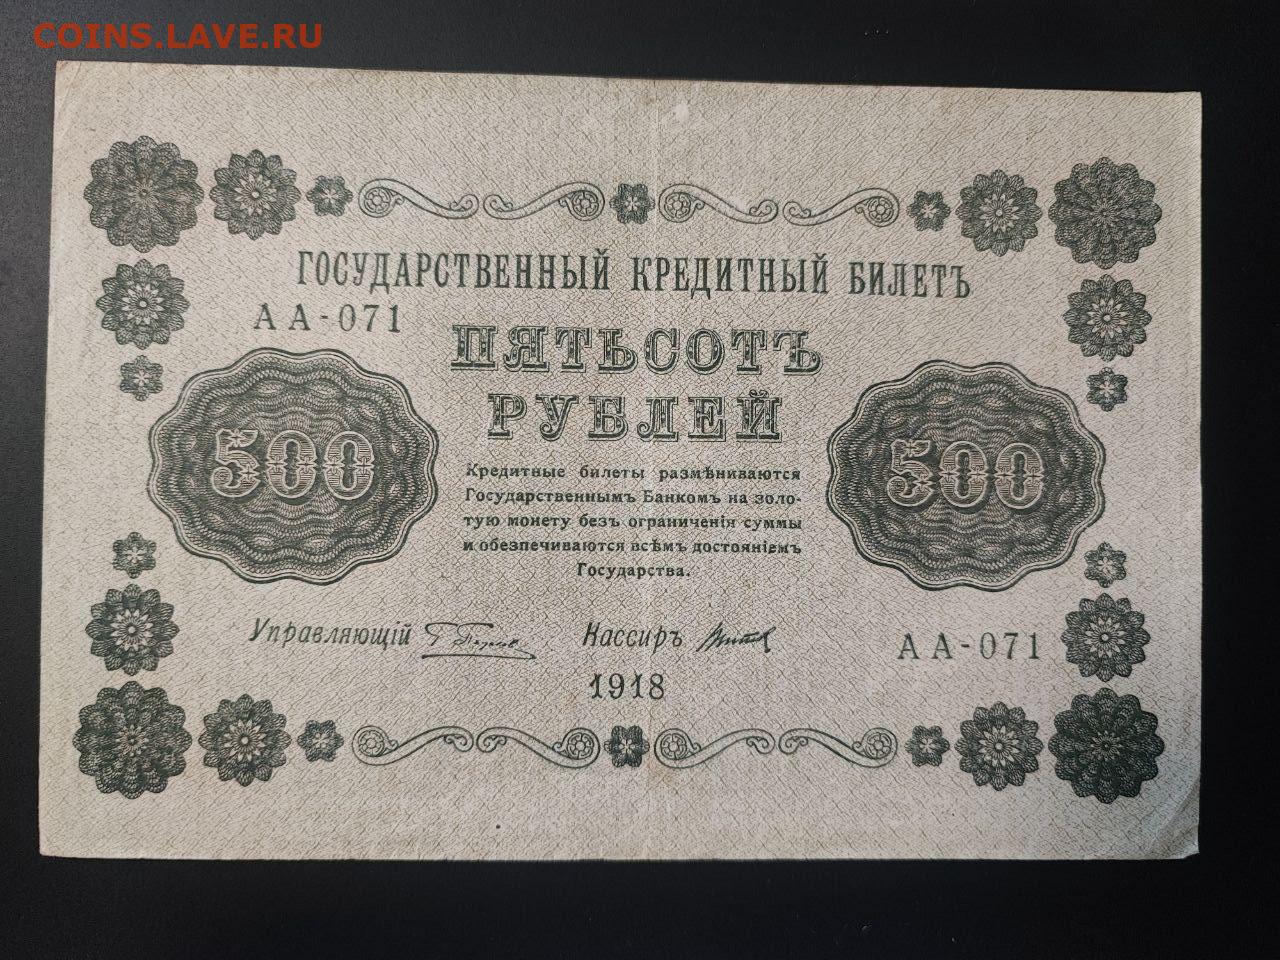 COINS.LAVE.RU
ГОСУДАРСТВЕННЫЙ КРЕДИТНЫЙ БИЛЕТЪ
АА-071
ПЯТЬСОТЪ
РУБЛЕЙ
500
500
Кредитные билеты размѣниваются
Государственнымъ Банкомъ на золо-
тую монету безъ ограниченія суммы
и обезпечиваются всѣмъ достояніемъ
Государства.
Управляющій
Кассиръ
АА-071
1918